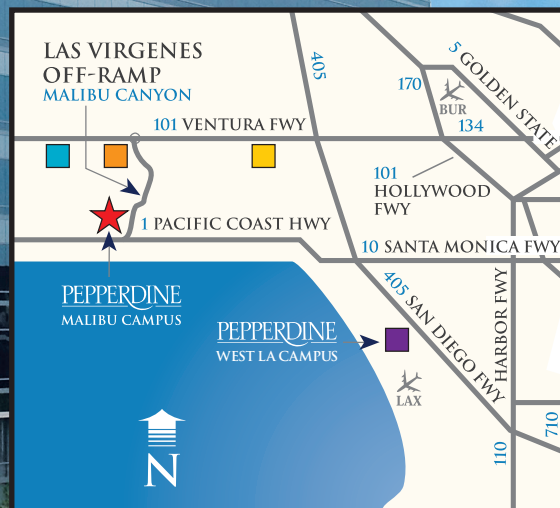 LAS VIRGENES
OFF-RAMP
MALIBU CANYON
405
5 GOLDEN STATE
170
BUR
134
101 VENTURA FWY
101
HOLLYWOOD
FWY
1 PACIFIC COAST HWY
10 SANTA MONICA FWY
PEPPERDINE
MALIBU CAMPUS
405 SAN DIEGO FWY
HARBOR FWY
PEPPERDINE
WEST LA CAMPUS
LAX
710
110
N